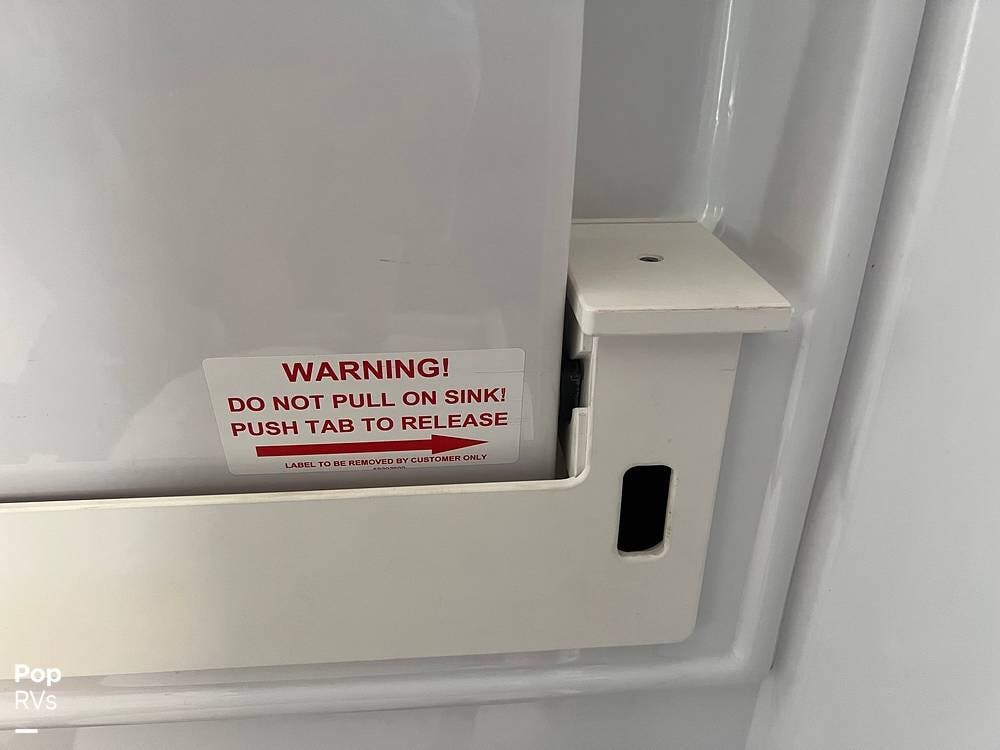 WARNING!
DO NOT PULL ON SINK!
PUSH TAB TO RELEASE
LABEL TO BE REMOVED BY CUSTOMER ONLY
Pop
RVs